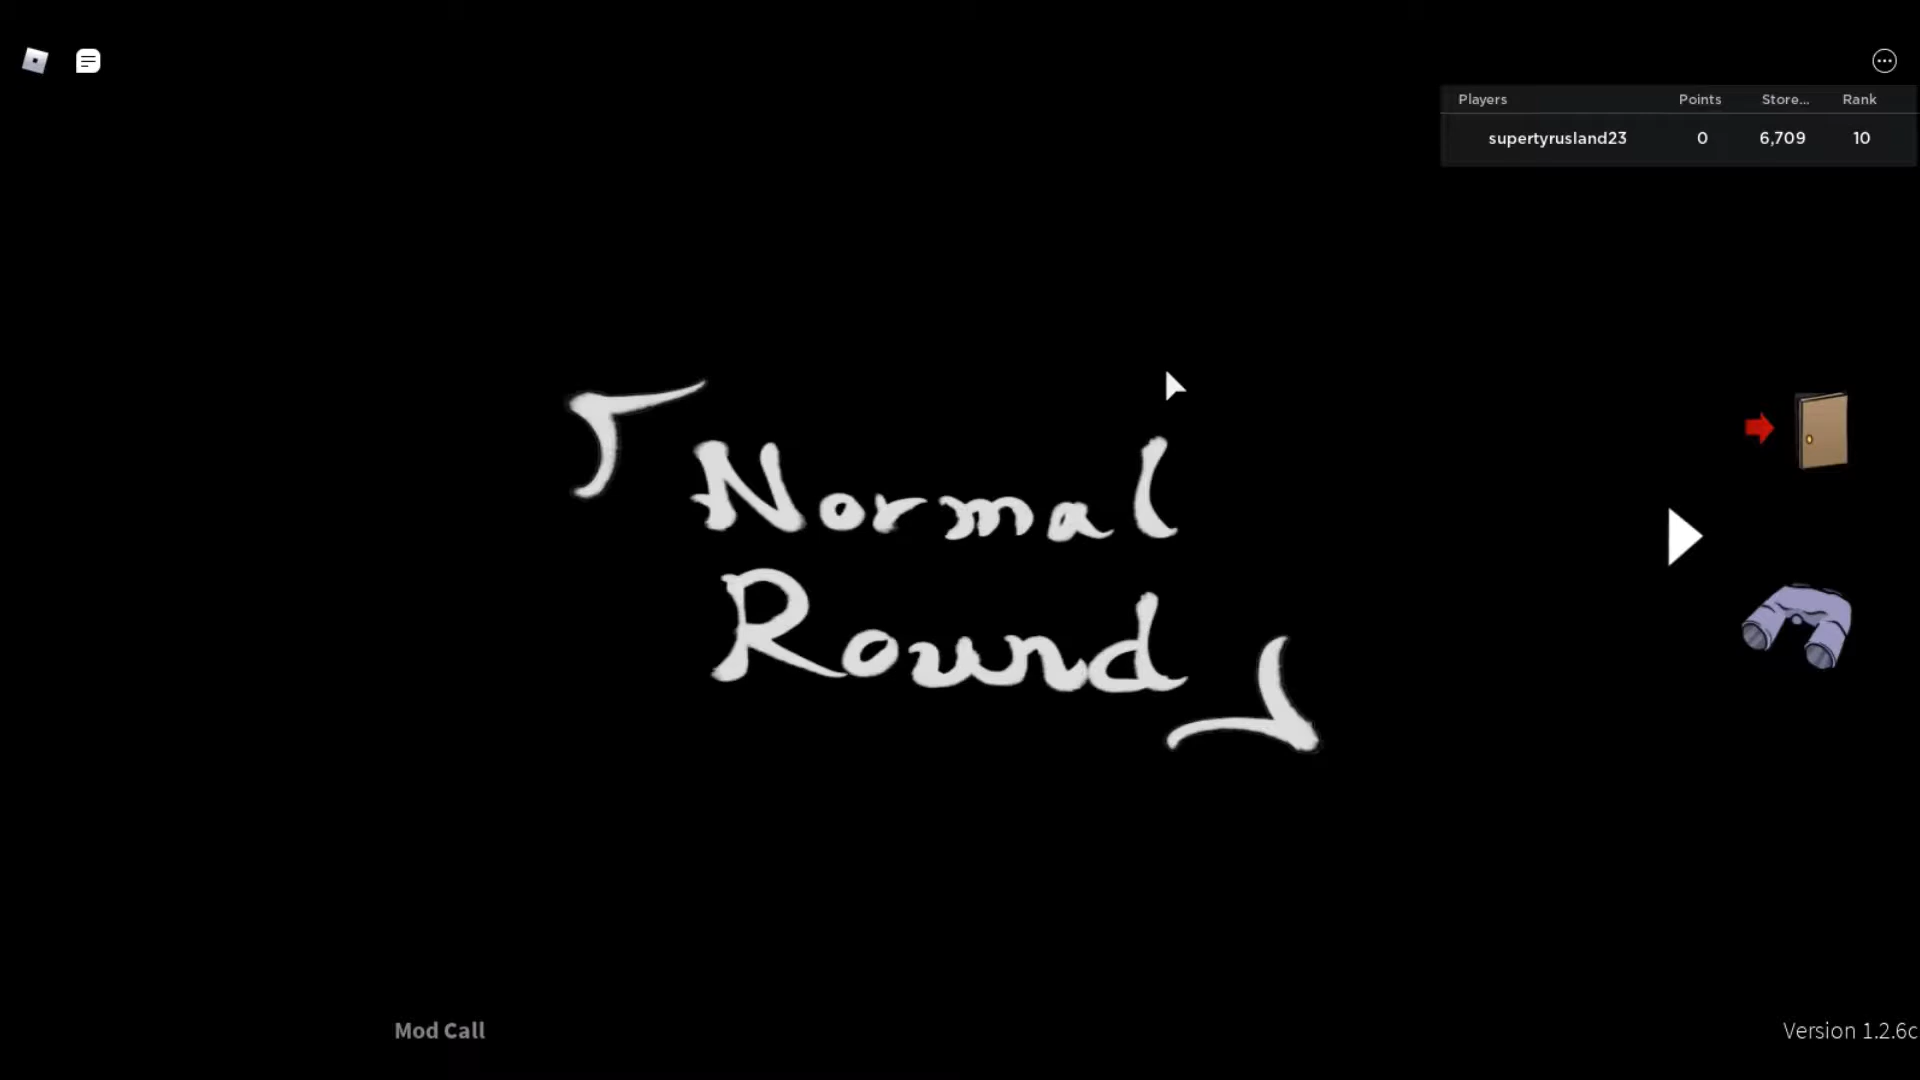 Players Points Store... Rank
supertyrusland23 0 6,709 10
「Normal
Round」
Mod Call
Version 1.2.6c